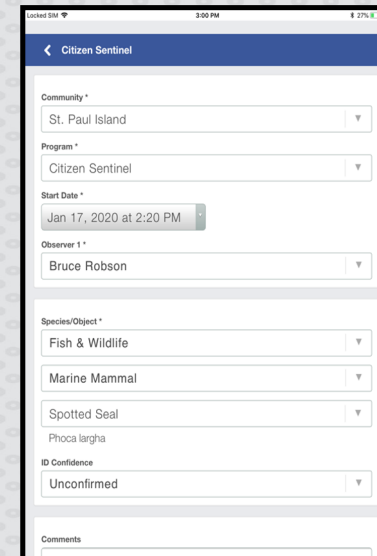 Locked SIM 3:00 PM 27%
Citizen Sentinel
Community *
St. Paul Island
Program *
Citizen Sentinel
Start Date *
Jan 17, 2020 at 2:20 PM
Observer 1 *
Bruce Robson
Species/Object *
Fish & Wildlife
Marine Mammal
Spotted Seal
Phoca largha
ID Confidence
Unconfirmed
Comments